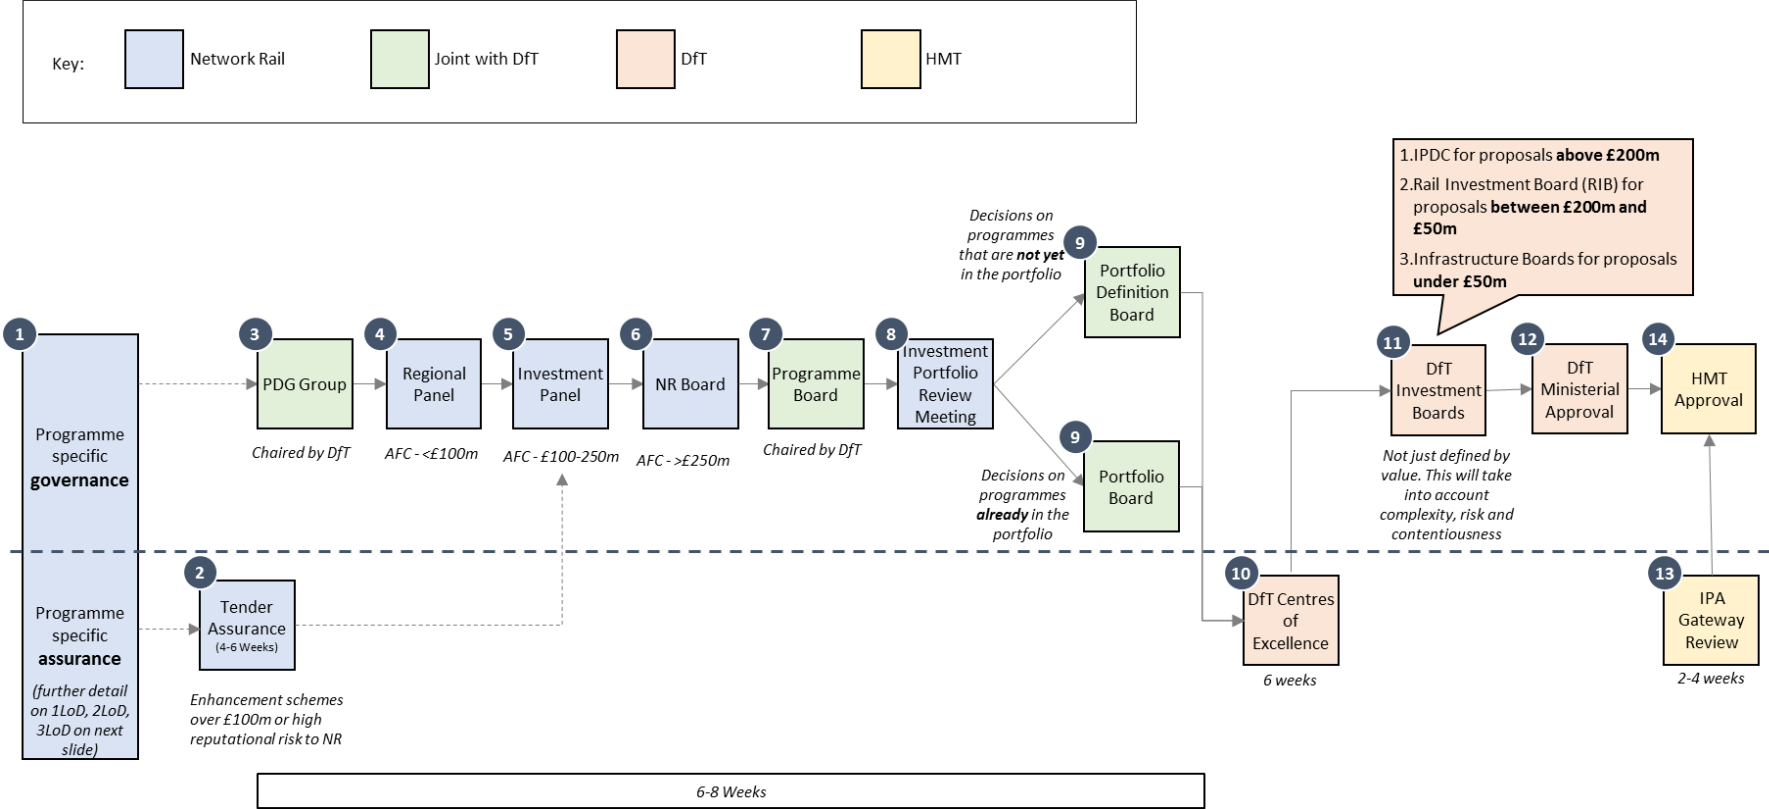 Key:
Network Rail
Joint with DfT
DfT
HMT
1.IPDC for proposals above £200m
2.Rail Investment Board (RIB) for
proposals between £200m and
£50m
3.Infrastructure Boards for proposals
under £50m
1
Programme
specific
governance
Programme
specific
assurance
(further detail
on 1LoD, 2LoD,
3LoD on next
slide)
2
Tender
Assurance
(4-6 Weeks)
Enhancement schemes
over £100m or high
reputational risk to NR
3
PDG Group
Chaired by DfT
4
Regional
Panel
AFC - <£100m
5
Investment
Panel
AFC - £100-250m
6
NR Board
AFC - >£250m
7
Programme
Board
Chaired by DfT
8
Investment
Portfolio
Review
Meeting
Decisions on
programmes
that are not yet
in the portfolio
9
Portfolio
Definition
Board
Decisions on
programmes
already in the
portfolio
9
Portfolio
Board
10
DfT Centres
of
Excellence
6 weeks
11
DfT
Investment
Boards
Not just defined by
value. This will take
into account
complexity, risk and
contentiousness
12
DfT
Ministerial
Approval
13
IPA
Gateway
Review
2-4 weeks
14
HMT
Approval
6-8 Weeks